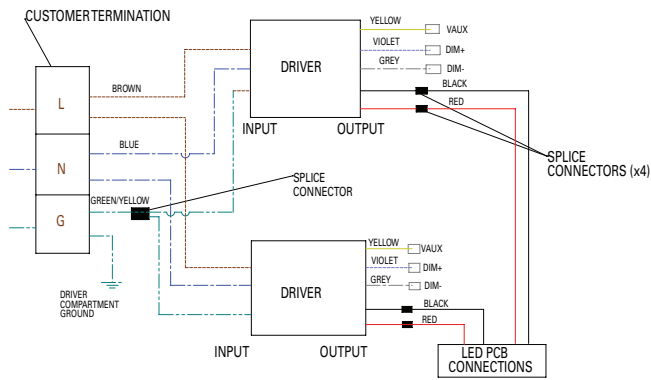 CUSTOMER TERMINATION
YELLOW
VAUX
VIOLET
DIM+
GREY
DIM-
DRIVER
BLACK
RED
BROWN
L
INPUT
OUTPUT
BLUE
N
SPLICE
CONNECTORS (x4)
SPLICE
CONNECTOR
GREEN/YELLOW
G
YELLOW
VAUX
VIOLET
DIM+
GREY
DIM-
DRIVER
BLACK
RED
DRIVER
COMPARTMENT
GROUND
INPUT
OUTPUT
LED PCB
CONNECTIONS